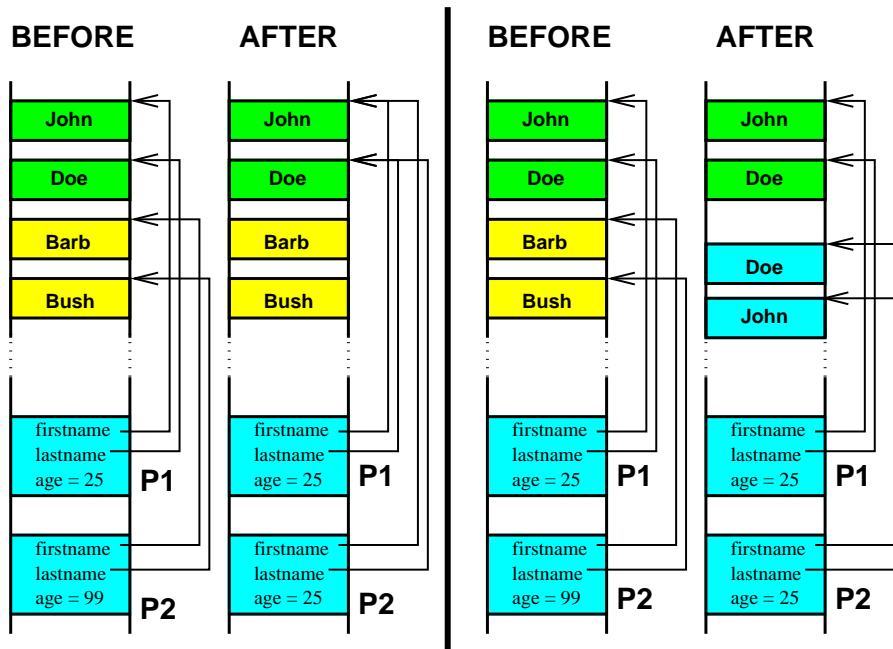 BEFORE
John
Doe
Barb
Bush
firstname
lastname
age = 25
P1
firstname
lastname
age = 99
P2
AFTER
John
Doe
Barb
Bush
firstname
lastname
age = 25
P1
firstname
lastname
age = 25
P2
BEFORE
John
Doe
Barb
Bush
firstname
lastname
age = 25
P1
firstname
lastname
age = 99
P2
AFTER
John
Doe
Doe
John
firstname
lastname
age = 25
P1
firstname
lastname
age = 25
P2